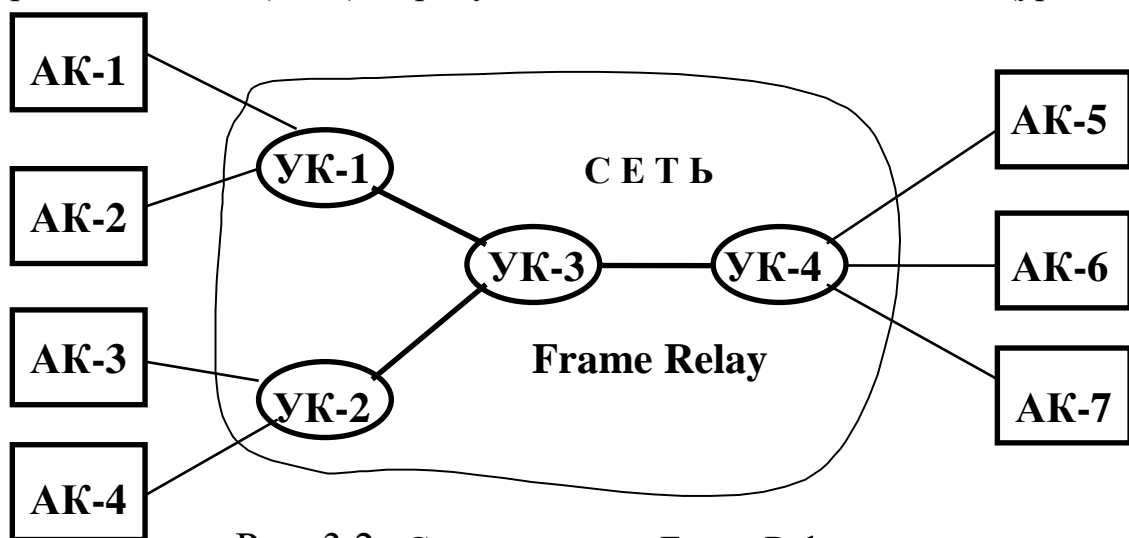 АК-1
АК-2
АК-3
АК-4
УК-1
УК-2
УК-3
УК-4
С Е Т Ь
Frame Relay
АК-5
АК-6
АК-7